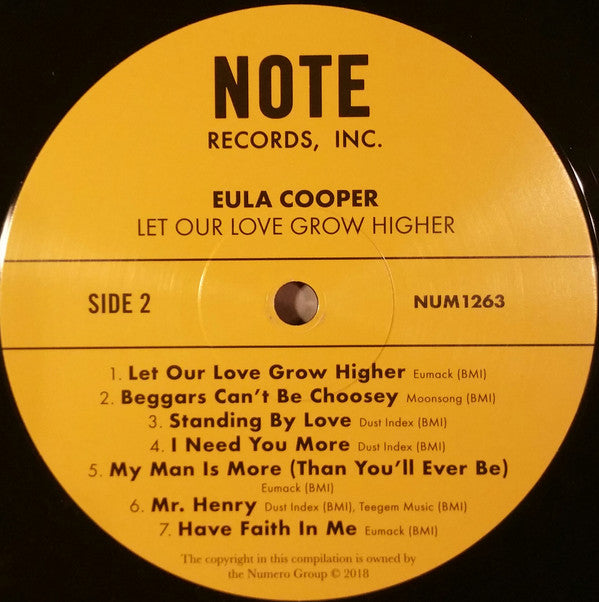 NOTE
RECORDS, INC.
EULA COOPER
LET OUR LOVE GROW HIGHER
SIDE 2
NUM1263
1. Let Our Love Grow Higher Eumack (BMI)
2. Beggars Can't Be Choosey Moonsong (BMI)
3. Standing By Love Dust Index (BMI)
4. I Need You More Dust Index (BMI)
5. My Man Is More (Than You'll Ever Be)
Eumack (BMI)
6. Mr. Henry Dust Index (BMI), Teegem Music (BMI)
7. Have Faith In Me Eumack (BMI)
The copyright in this compilation is owned by
the Numero Group © 2018